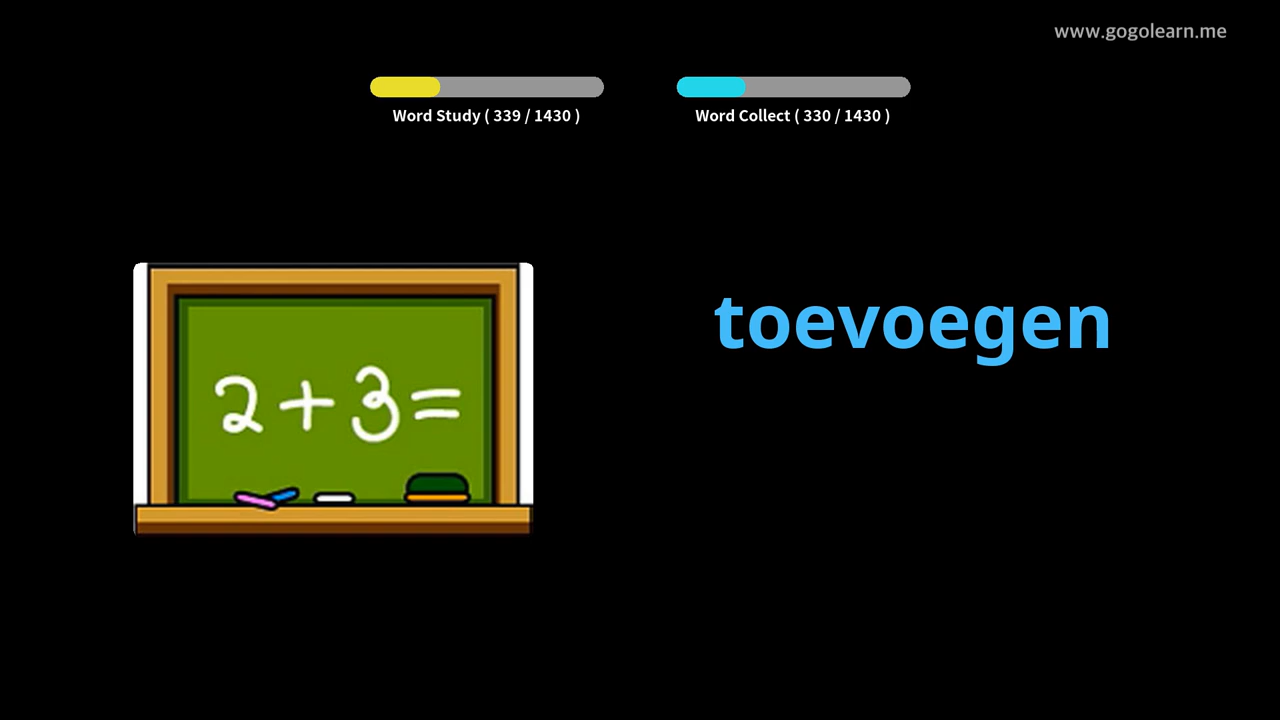 www.gogolearn.me
Word Study ( 339 / 1430 )
Word Collect ( 330 / 1430 )
toevoegen
2 + 3 =